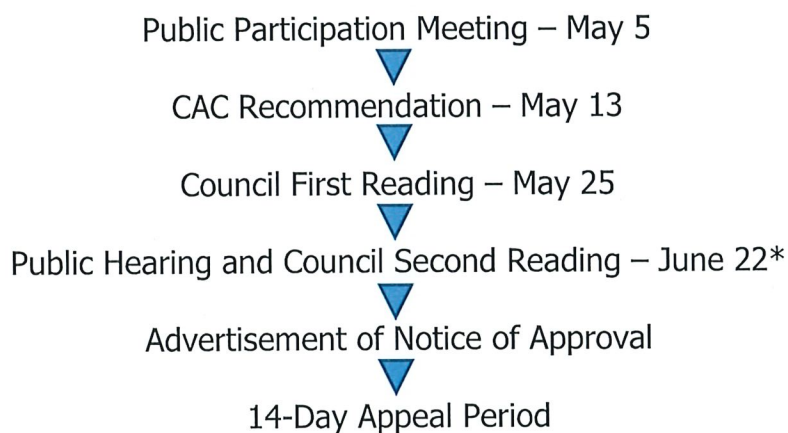 Public Participation Meeting – May 5
CAC Recommendation – May 13
Council First Reading – May 25
Public Hearing and Council Second Reading – June 22*
Advertisement of Notice of Approval
14-Day Appeal Period